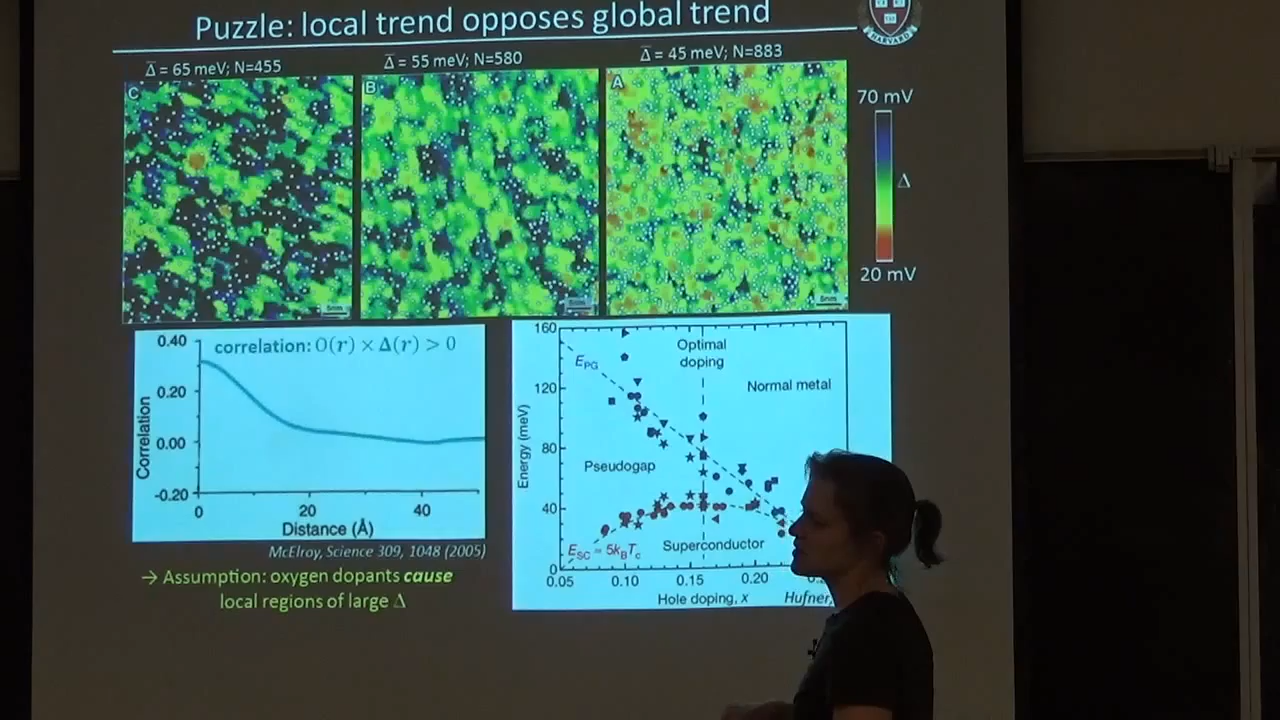 Puzzle: local trend opposes global trend
HARVARD
Δ̅ = 65 meV; N=455
Δ̅ = 55 meV; N=580
Δ̅ = 45 meV; N=883
C
B
A
5nm
70 mV
Δ
20 mV
correlation: O(r) × Δ(r) > 0
Correlation
0.40
0.20
0.00
-0.20
0
20
40
Distance (Å)
McElroy, Science 309, 1048 (2005)
→ Assumption: oxygen dopants cause
local regions of large Δ
Energy (meV)
160
120
80
40
0
E_PG
Optimal
doping
Normal metal
Pseudogap
E_SC = 5k_BT_c
Superconductor
0.05
0.10
0.15
0.20
Hole doping, x
Hufner,